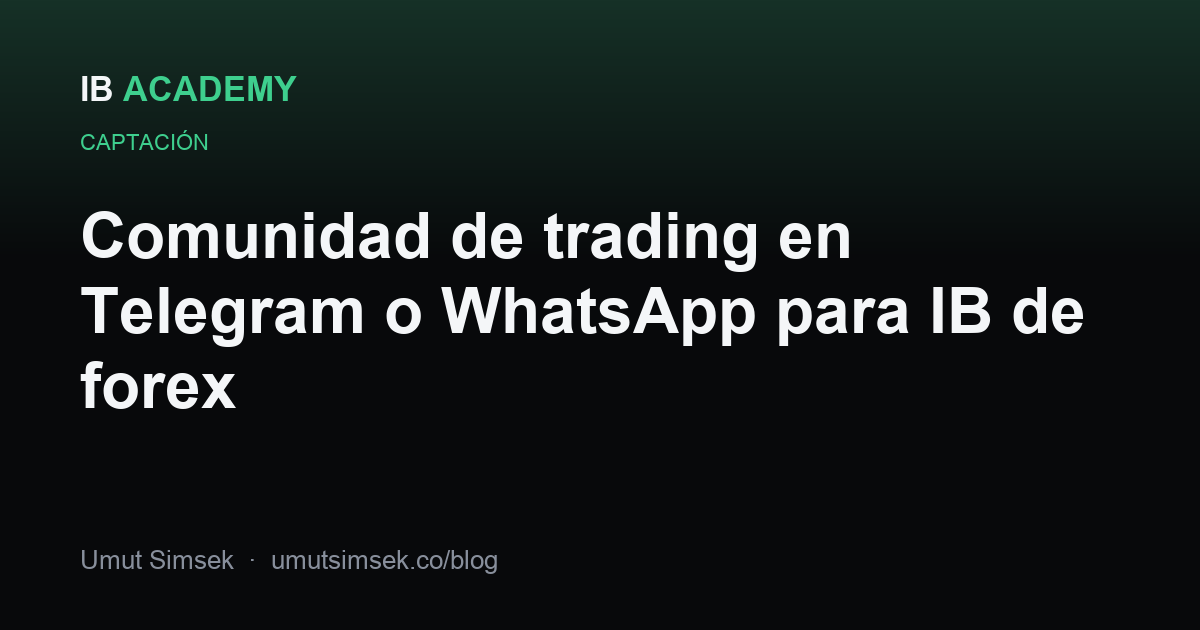 IB ACADEMY
CAPTACIÓN
Comunidad de trading en
Telegram o WhatsApp para IB de
forex
Umut Simsek · umutsimsek.co/blog